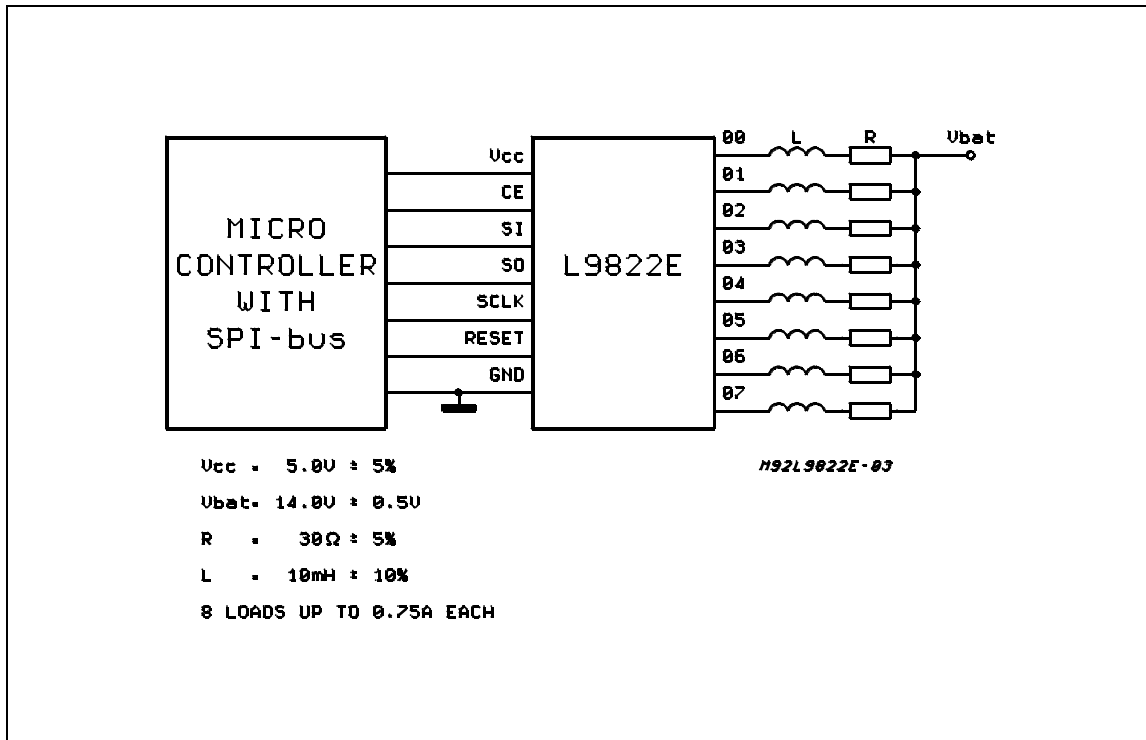 MICRO
CONTROLLER
WITH
SPI-bus
Vcc
CE
SI
SO
SCLK
RESET
GND
L9822E
00
01
02
03
04
05
06
07
L
R
Vbat
M92L9822E-03
Vcc = 5.0V ± 5%
Vbat= 14.0V ± 0.5V
R = 30Ω ± 5%
L = 10mH ± 10%
8 LOADS UP TO 0.75A EACH